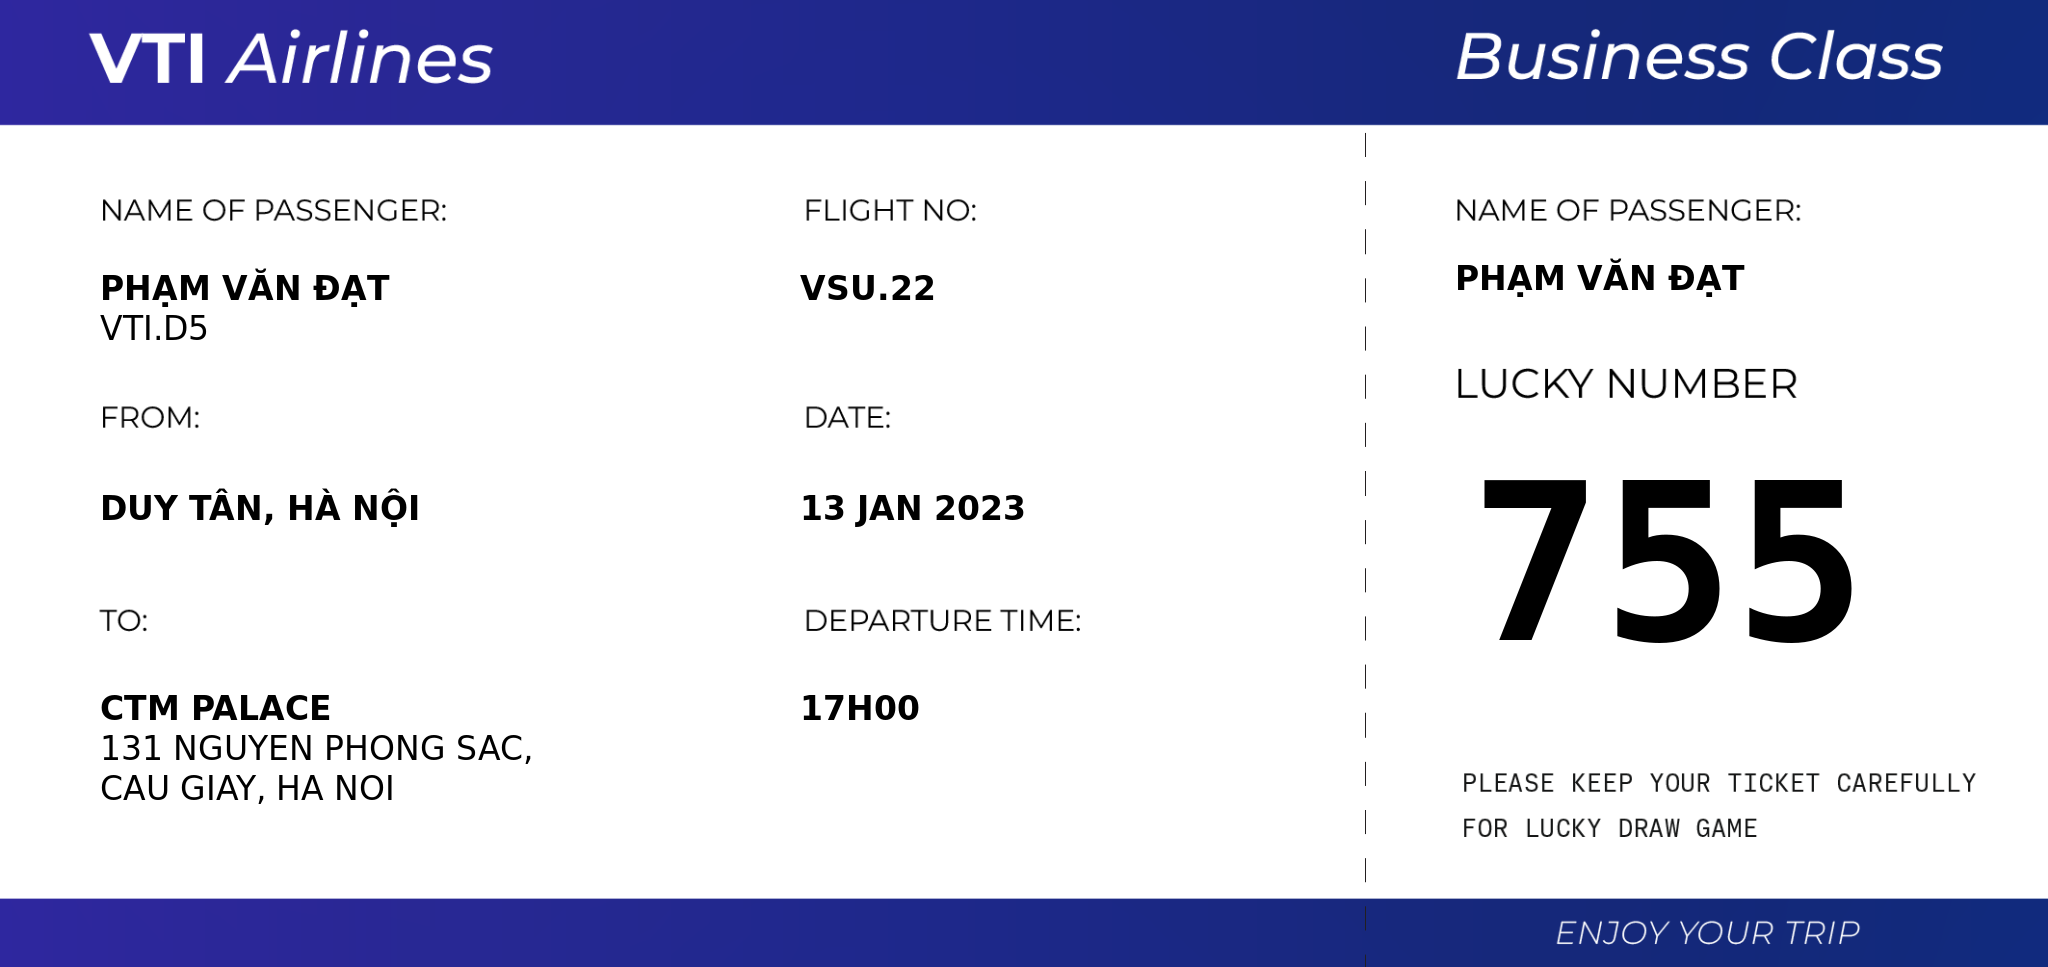 VTI Airlines
Business Class
NAME OF PASSENGER:
PHẠM VĂN ĐẠT
VTI.D5
FLIGHT NO:
VSU.22
FROM:
DUY TÂN, HÀ NỘI
DATE:
13 JAN 2023
TO:
CTM PALACE
131 NGUYEN PHONG SAC,
CAU GIAY, HA NOI
DEPARTURE TIME:
17H00
NAME OF PASSENGER:
PHẠM VĂN ĐẠT
LUCKY NUMBER
755
PLEASE KEEP YOUR TICKET CAREFULLY
FOR LUCKY DRAW GAME
ENJOY YOUR TRIP